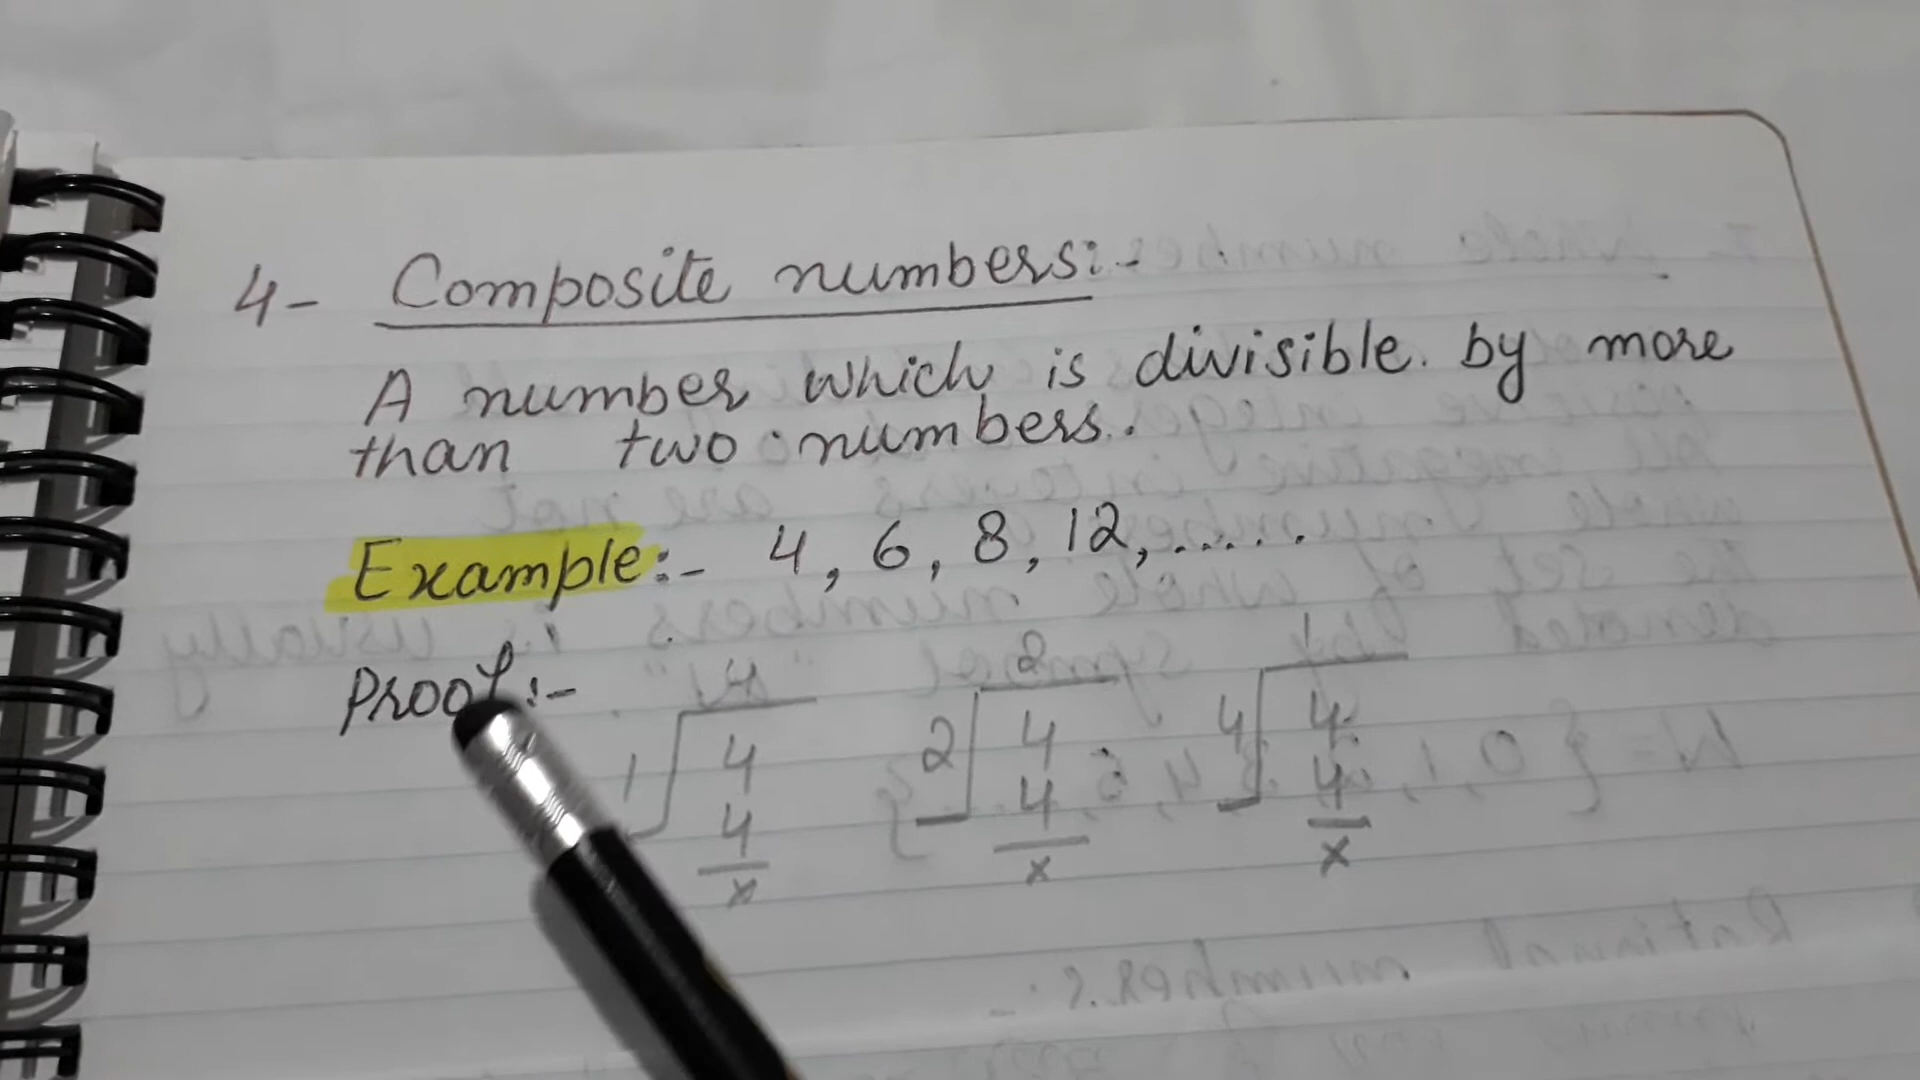 4- Composite numbers:-
A number which is divisible by more
than two numbers.
Example:- 4, 6, 8, 12, .....
Proof:-
4 2 1
1 4 2 4 4 4
4 4 4
x x x